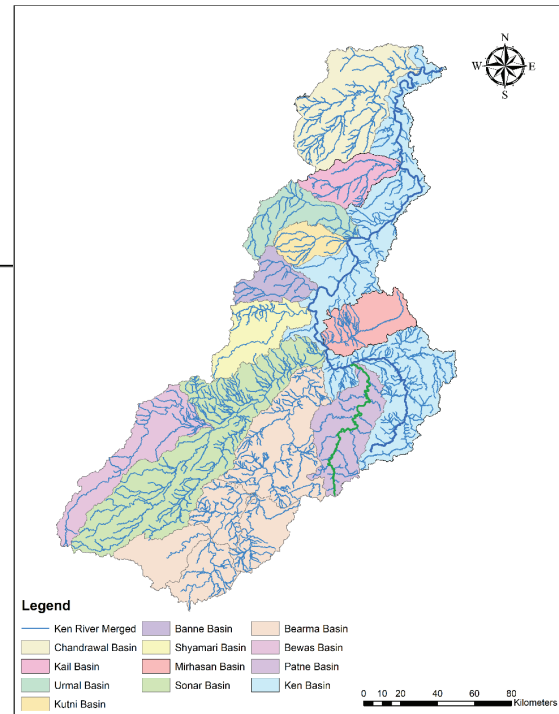 N
W E
S
Legend
Ken River Merged Banne Basin Bearma Basin
Chandrawal Basin Shyamari Basin Bewas Basin
Kail Basin Mirhasan Basin Patne Basin
Urmal Basin Sonar Basin Ken Basin
Kutni Basin
0 5 10 20 40 60 80
Kilometers